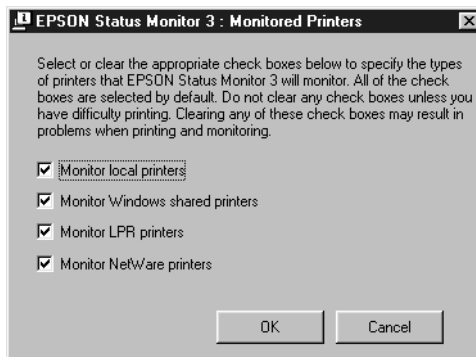 EPSON Status Monitor 3 : Monitored Printers
Select or clear the appropriate check boxes below to specify the types
of printers that EPSON Status Monitor 3 will monitor. All of the check
boxes are selected by default. Do not clear any check boxes unless you
have difficulty printing. Clearing any of these check boxes may result in
problems when printing and monitoring.
Monitor local printers
Monitor Windows shared printers
Monitor LPR printers
Monitor NetWare printers
OK Cancel